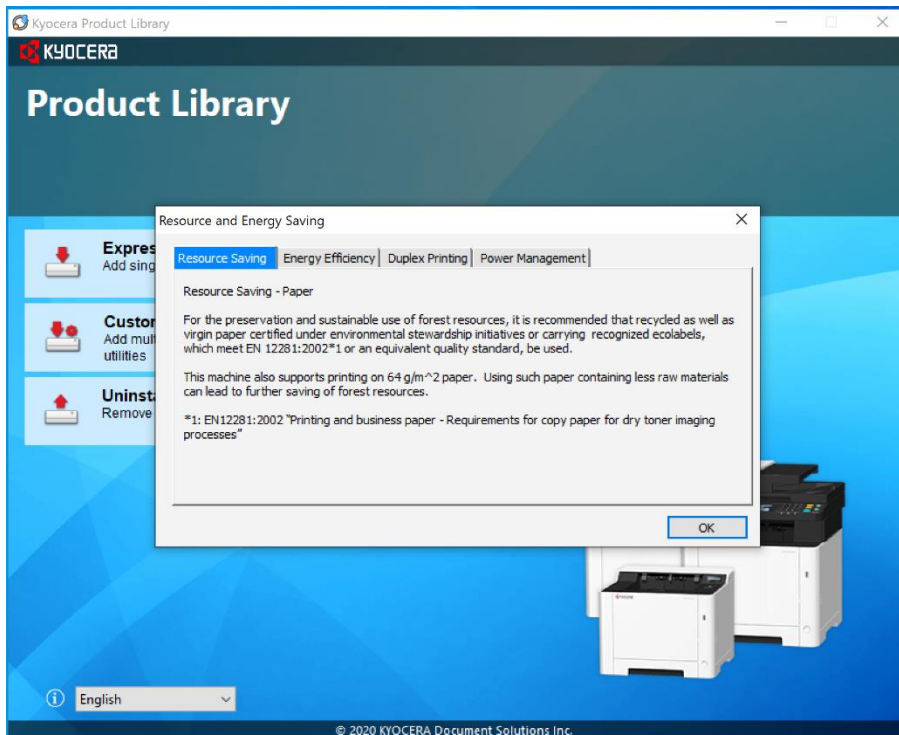 Kyocera Product Library
KYOCERA
Product Library
Resource and Energy Saving
Resource Saving
Energy Efficiency
Duplex Printing
Power Management
Resource Saving - Paper
For the preservation and sustainable use of forest resources, it is recommended that recycled as well as
virgin paper certified under environmental stewardship initiatives or carrying recognized ecolabels,
which meet EN 12281:2002*1 or an equivalent quality standard, be used.
This machine also supports printing on 64 g/m^2 paper. Using such paper containing less raw materials
can lead to further saving of forest resources.
*1: EN12281:2002 "Printing and business paper - Requirements for copy paper for dry toner imaging
processes"
OK
Expres
Add sing
Custor
Add mult
utilities
Uninsta
Remove
English
© 2020 KYOCERA Document Solutions Inc.